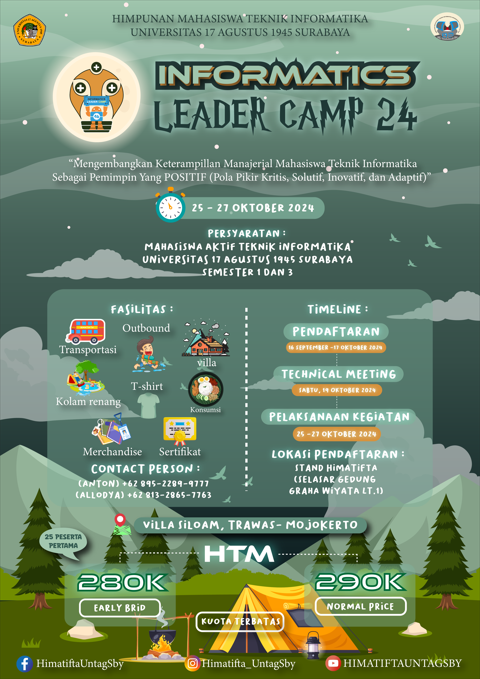 HIMPUNAN MAHASISWA TEKNIK INFORMATIKA
UNIVERSITAS 17 AGUSTUS 1945 SURABAYA
INFORMATICS
LEADER CAMP 24
“Mengembangkan Keterampillan Manajerjal Mahasiswa Teknik Informatika
Sebagai Pemimpin Yang POSITIF (Pola Pikir Kritis, Solutif, Inovatif, dan Adaptif)”
25 - 27 OKTOBER 2024
PERSYARATAN :
MAHASISWA AKTIF TEKNIK INFORMATIKA
UNIVERSITAS 17 AGUSTUS 1945 SURABAYA
SEMESTER 1 DAN 3
FASILITAS :
Outbound
Transportasi
villa
Kolam renang
T-shirt
Konsumsi
Merchandise
Sertifikat
CONTACT PERSON :
(ANTON) +62 895-2289-9777
(ALLODYA) +62 813-2865-7763
TIMELINE :
PENDAFTARAN
16 SEPTEMBER -17 OKTOBER 2024
TECHNICAL MEETING
SABTU, 19 OKTOBER 2024
PELAKSANAAN KEGIATAN
25 -27 OKTOBER 2024
LOKASI PENDAFTARAN :
STAND HIMATIFTA
(SELASAR GEDUNG
GRAHA WIYATA LT.1)
VILLA SILOAM, TRAWAS- MOJOKERTO
25 PESERTA
PERTAMA
HTM
280K
EARLY BRID
290K
NORMAL PRICE
KUOTA TERBATAS
HimatiftaUntagSby
Himatifta_UntagSby
HIMATIFTAUNTAGSBY